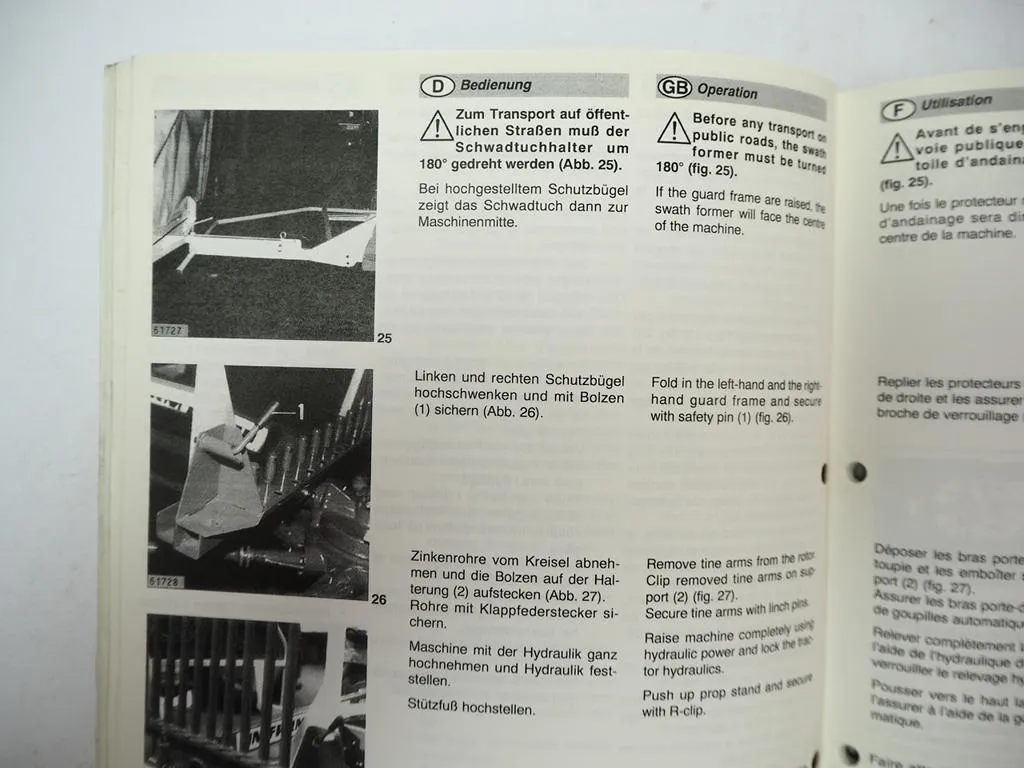 D Bedienung
Zum Transport auf öffent-
lichen Straßen muß der
Schwadtuchhalter um
180° gedreht werden (Abb. 25).
Bei hochgestelltem Schutzbügel
zeigt das Schwadtuch dann zur
Maschinenmitte.
Linken und rechten Schutzbügel
hochschwenken und mit Bolzen
(1) sichern (Abb. 26).
Zinkenrohre vom Kreisel abneh-
men und die Bolzen auf der Hal-
terung (2) aufstecken (Abb. 27).
Rohre mit Klappfederstecker si-
chern.
Maschine mit der Hydraulik ganz
hochnehmen und Hydraulik fest-
stellen.
Stützfuß hochstellen.
GB Operation
Before any transport on
public roads, the swath
former must be turned
180° (fig. 25).
If the guard frame are raised, the
swath former will face the centre
of the machine.
Fold in the left-hand and the right-
hand guard frame and secure
with safety pin (1) (fig. 26).
Remove tine arms from the rotor.
Clip removed tine arms on sup-
port (2) (fig. 27).
Secure tine arms with linch pins.
Raise machine completely using
hydraulic power and lock the trac-
tor hydraulics.
Push up prop stand and secure
with R-clip.
F Utilisation
Avant de s'en
voie publique
toile d'andain
(fig. 25).
Une fois le protecteur
d'andainage sera di
centre de la machine.
Replier les protecteurs
de droite et les assurer
broche de verrouillage
Déposer les bras porte
toupie et les emboîter
port (2) (fig. 27).
Assurer les bras porte-
de goupilles automatiqu
Relever complètement
l'aide de l'hydraulique d
verrouiller le relevage hy
Pousser vers le haut la
l'assurer à l'aide de la g
matique.
Faire
61727
25
1
61728
26